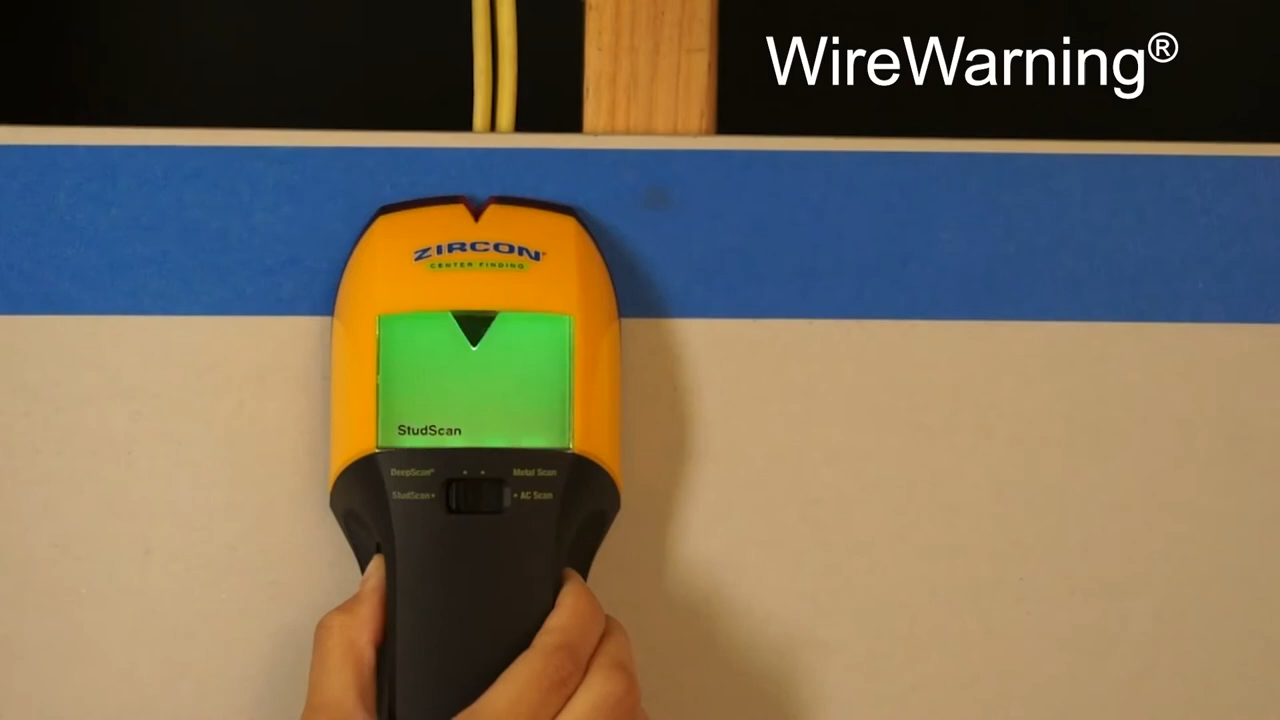 WireWarning®
ZIRCON
CENTER FINDING
StudScan
DeepScan® Metal Scan
StudScan AC Scan